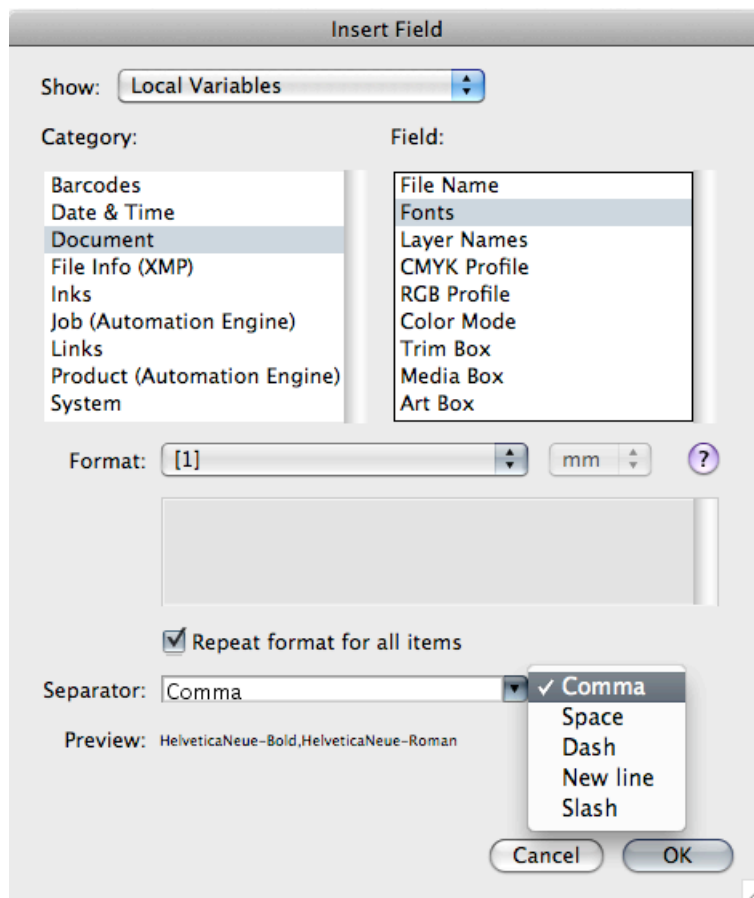 Insert Field
Show: Local Variables
Category: Field:
Barcodes
Date & Time
Document
File Info (XMP)
Inks
Job (Automation Engine)
Links
Product (Automation Engine)
System
File Name
Fonts
Layer Names
CMYK Profile
RGB Profile
Color Mode
Trim Box
Media Box
Art Box
Format: [1] mm ?
Repeat format for all items
Separator: Comma
✓ Comma
Space
Dash
New line
Slash
Preview: HelveticaNeue-Bold,HelveticaNeue-Roman
Cancel OK